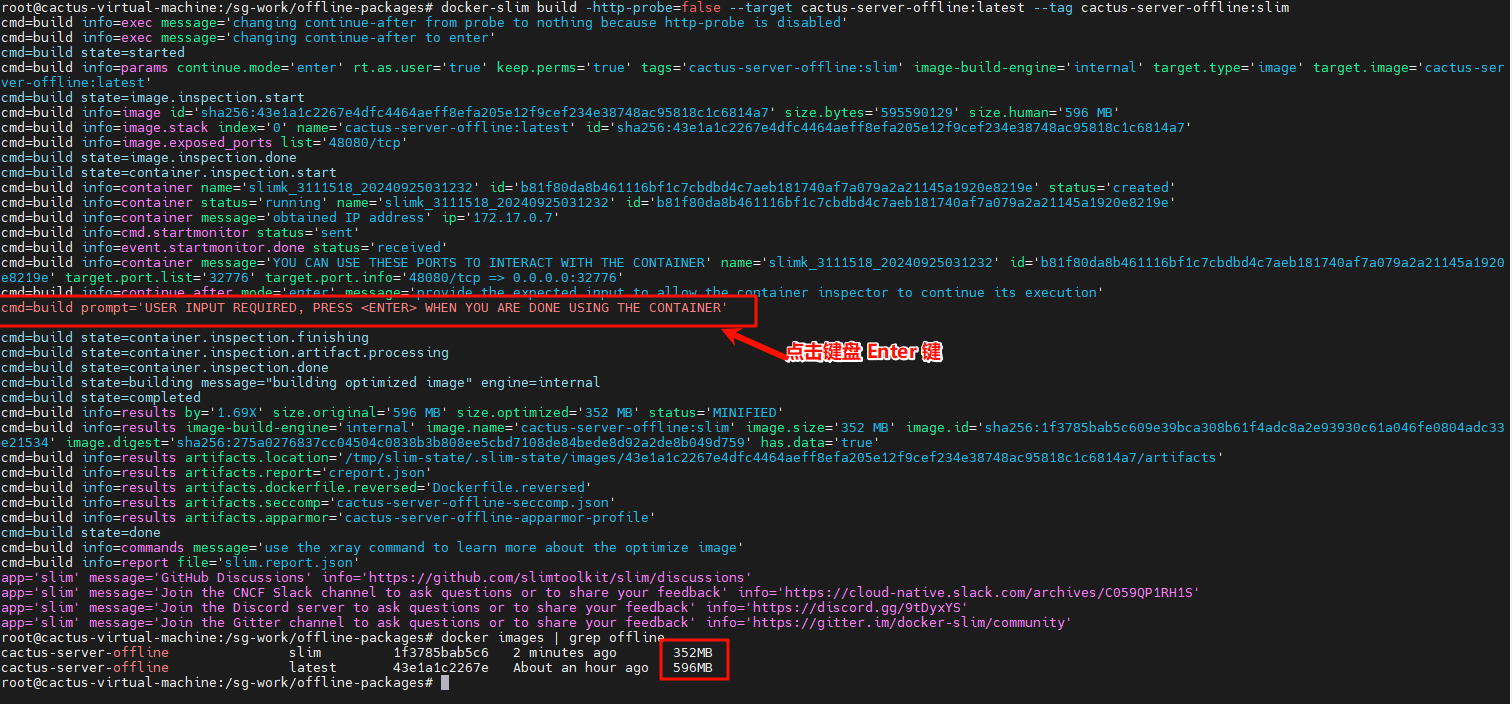 root@cactus-virtual-machine:/sg-work/offline-packages# docker-slim build -http-probe=false --target cactus-server-offline:latest --tag cactus-server-offline:slim
cmd=build info=exec message='changing continue-after from probe to nothing because http-probe is disabled'
cmd=build info=exec message='changing continue-after to enter'
cmd=build state=started
cmd=build info=params continue.mode='enter' rt.as.user='true' keep.perms='true' tags='cactus-server-offline:slim' image-build-engine='internal' target.type='image' target.image='cactus-ser
ver-offline:latest'
cmd=build state=image.inspection.start
cmd=build info=image id='sha256:43e1a1c2267e4dfc4464aeff8efa205e12f9cef234e38748ac95818c1c6814a7' size.bytes='595590129' size.human='596 MB'
cmd=build info=image.stack index='0' name='cactus-server-offline:latest' id='sha256:43e1a1c2267e4dfc4464aeff8efa205e12f9cef234e38748ac95818c1c6814a7'
cmd=build info=image.exposed_ports list='48080/tcp'
cmd=build state=image.inspection.done
cmd=build state=container.inspection.start
cmd=build info=container name='slimk_3111518_20240925031232' id='b81f80da8b461116bf1c7cbdbd4c7aeb181740af7a079a2a21145a1920e8219e' status='created'
cmd=build info=container status='running' name='slimk_3111518_20240925031232' id='b81f80da8b461116bf1c7cbdbd4c7aeb181740af7a079a2a21145a1920e8219e'
cmd=build info=container message='obtained IP address' ip='172.17.0.7'
cmd=build info=cmd.startmonitor status='sent'
cmd=build info=event.startmonitor.done status='received'
cmd=build info=container message='YOU CAN USE THESE PORTS TO INTERACT WITH THE CONTAINER' name='slimk_3111518_20240925031232' id='b81f80da8b461116bf1c7cbdbd4c7aeb181740af7a079a2a21145a1920
e8219e' target.port.list='32776' target.port.info='48080/tcp => 0.0.0.0:32776'
cmd=build info=continue.after mode='enter' message='provide the expected input to allow the container inspector to continue its execution'
cmd=build prompt='USER INPUT REQUIRED, PRESS <ENTER> WHEN YOU ARE DONE USING THE CONTAINER'
cmd=build state=container.inspection.finishing
点击键盘 Enter 键
cmd=build state=container.inspection.artifact.processing
cmd=build state=container.inspection.done
cmd=build state=building message="building optimized image" engine=internal
cmd=build state=completed
cmd=build info=results by='1.69X' size.original='596 MB' size.optimized='352 MB' status='MINIFIED'
cmd=build info=results image-build-engine='internal' image.name='cactus-server-offline:slim' image.size='352 MB' image.id='sha256:1f3785bab5c609e39bca308b61f4adc8a2e93930c61a046fe0804adc33
e21534' image.digest='sha256:275a0276837cc04504c0838b3b808ee5cbd7108de84bede8d92a2de8b049d759' has.data='true'
cmd=build info=results artifacts.location='/tmp/slim-state/.slim-state/images/43e1a1c2267e4dfc4464aeff8efa205e12f9cef234e38748ac95818c1c6814a7/artifacts'
cmd=build info=results artifacts.report='creport.json'
cmd=build info=results artifacts.dockerfile.reversed='Dockerfile.reversed'
cmd=build info=results artifacts.seccomp='cactus-server-offline-seccomp.json'
cmd=build info=results artifacts.apparmor='cactus-server-offline-apparmor-profile'
cmd=build state=done
cmd=build info=commands message='use the xray command to learn more about the optimize image'
cmd=build info=report file='slim.report.json'
app='slim' message='GitHub Discussions' info='https://github.com/slimtoolkit/slim/discussions'
app='slim' message='Join the CNCF Slack channel to ask questions or to share your feedback' info='https://cloud-native.slack.com/archives/C059QP1RH1S'
app='slim' message='Join the Discord server to ask questions or to share your feedback' info='https://discord.gg/9tDyxYS'
app='slim' message='Join the Gitter channel to ask questions or to share your feedback' info='https://gitter.im/docker-slim/community'
root@cactus-virtual-machine:/sg-work/offline-packages# docker images | grep offline
cactus-server-offline slim 1f3785bab5c6 2 minutes ago 352MB
cactus-server-offline latest 43e1a1c2267e About an hour ago 596MB
root@cactus-virtual-machine:/sg-work/offline-packages#